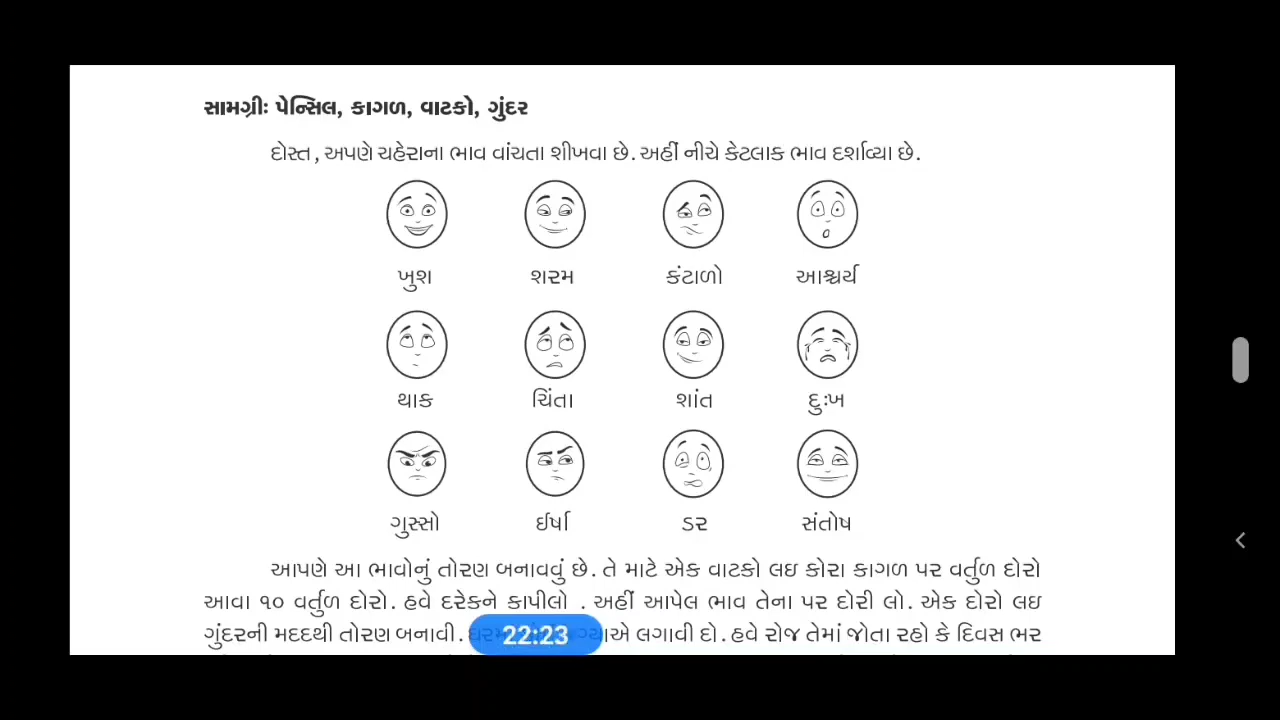 સામગ્રીઃ પેન્સિલ, કાગળ, વાટકો, ગુંદર
દોસ્ત, અપણે ચહેરાના ભાવ વાંચતા શીખવા છે. અહીં નીચે કેટલાક ભાવ દર્શાવ્યા છે.
ખુશ શરમ કંટાળો આશ્ચર્ય
થાક ચિંતા શાંત દુઃખ
ગુસ્સો ઈર્ષા ડર સંતોષ
આપણે આ ભાવોનું તોરણ બનાવવું છે. તે માટે એક વાટકો લઇ કોરા કાગળ પર વર્તુળ દોરો
આવા ૧૦ વર્તુળ દોરો. હવે દરેકને કાપીલો . અહીં આપેલ ભાવ તેના પર દોરી લો. એક દોરો લઇ
ગુંદરની મદદથી તોરણ બનાવી. લગાવી દો. હવે રોજ તેમાં જોતા રહો કે દિવસ ભર
22:23